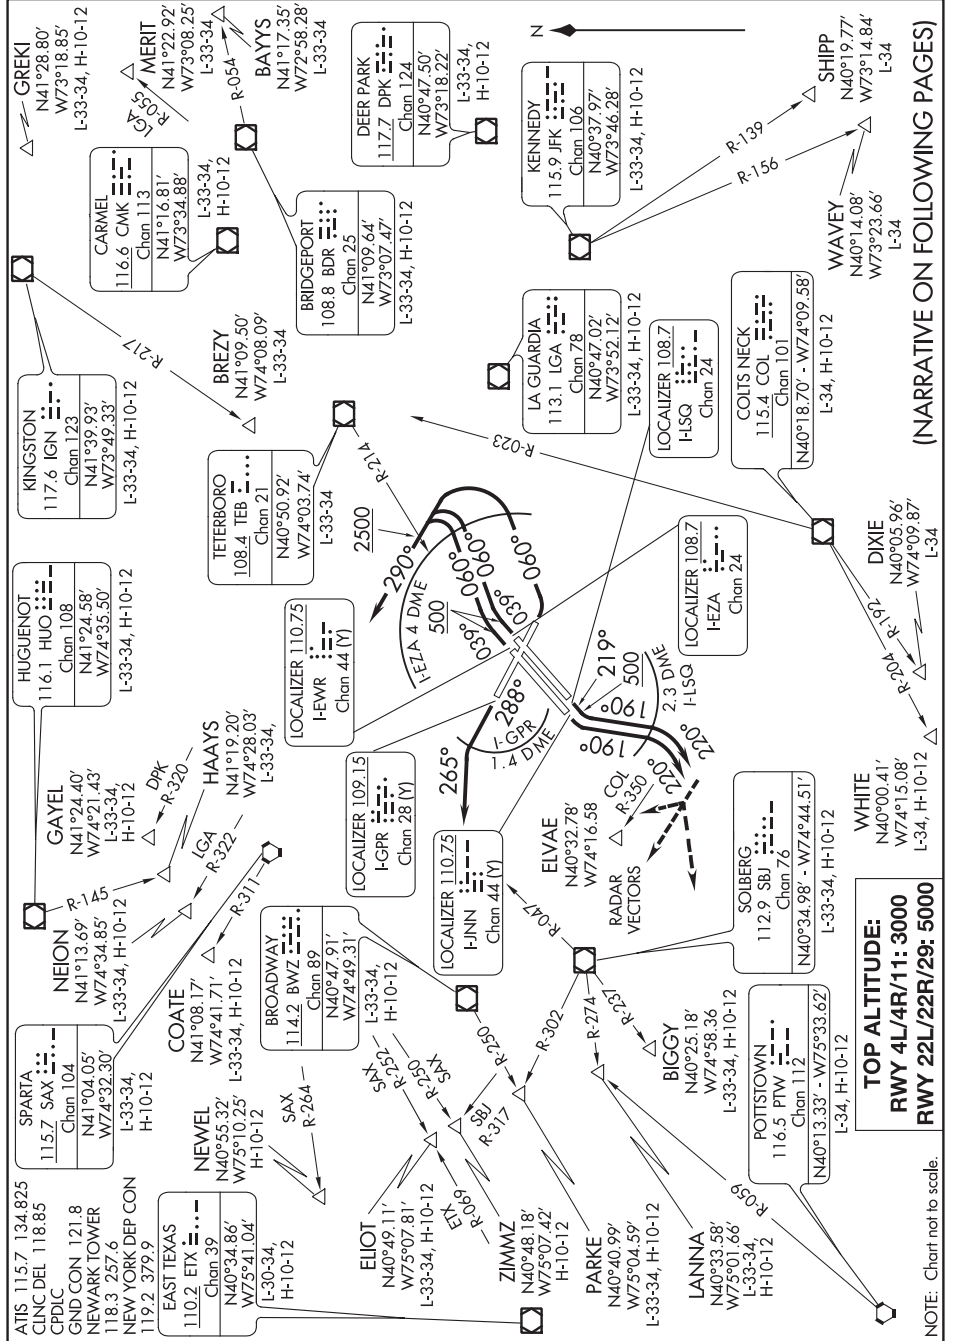 ATIS 115.7 134.825
CLNC DEL 118.85
CPDLC
GND CON 121.8
NEWARK TOWER
118.3 257.6
NEW YORK DEP CON
119.2 379.9
SPARTA
115.7 SAX
Chan 104
N41°04.05'
W74°32.30'
L-33-34,
H-10-12
NEION
N41°13.69'
W74°34.85'
L-33-34, H-10-12
HUGUENOT
116.1 HUO
Chan 108
N41°24.58'
W74°35.50'
L-33-34, H-10-12
R-145
GAYEL
N41°24.40'
W74°21.43'
L-33-34,
H-10-12
DPK
R-320
HAAYS
N41°19.20'
W74°28.03'
L-33-34,
LGA
R-322
R-311
COATE
N41°08.17'
W74°41.71'
L-33-34, H-10-12
KINGSTON
117.6 IGN
Chan 123
N41°39.93'
W73°49.33'
L-33-34, H-10-12
R-217
BREZY
N41°09.50'
W74°08.09'
L-33-34
CARMEL
116.6 CMK
Chan 113
N41°16.81'
W73°34.88'
L-33-34,
H-10-12
GREKI
N41°28.80'
W73°18.85'
L-33-34, H-10-12
LGA
R-055
MERIT
N41°22.92'
W73°08.25'
L-33-34
R-054
BAYYS
N41°17.35'
W72°58.28'
L-33-34
BRIDGEPORT
108.8 BDR
Chan 25
N41°09.64'
W73°07.47'
L-33-34, H-10-12
DEER PARK
117.7 DPK
Chan 124
N40°47.50'
W73°18.22'
L-33-34,
H-10-12
N
TETERBORO
108.4 TEB
Chan 21
N40°50.92'
W74°03.74'
L-33-34
R-214
2500
290°
I-EZA 4 DME
500
060°
060°
060°
039°
039°
LOCALIZER 110.75
I-EWR
Chan 44 (Y)
LOCALIZER 109.15
I-GPR
Chan 28 (Y)
LOCALIZER 110.75
I-JNN
Chan 44 (Y)
265°
288°
I-GPR
1.4 DME
219°
500
190°
190°
2.3 DME
I-LSQ
220°
220°
LA GUARDIA
113.1 LGA
Chan 78
N40°47.02'
W73°52.12'
L-33-34, H-10-12
KENNEDY
115.9 JFK
Chan 106
N40°37.97'
W73°46.28'
L-33-34, H-10-12
R-139
R-156
SHIPP
N40°19.77'
W73°14.84'
L-34
WAVEY
N40°14.08'
W73°23.66'
L-34
LOCALIZER 108.7
I-LSQ
Chan 24
LOCALIZER 108.7
I-EZA
Chan 24
R-023
COLTS NECK
115.4 COL
Chan 101
N40°18.70' - W74°09.58'
L-34, H-10-12
R-192
R-204
DIXIE
N40°05.96'
W74°09.87'
L-34
WHITE
N40°00.41'
W74°15.08'
L-34, H-10-12
ELVAE
N40°32.78'
W74°16.58
COL
R-350
RADAR
VECTORS
R-047
SOLBERG
112.9 SBJ
Chan 76
N40°34.98' - W74°44.51'
L-33-34, H-10-12
BROADWAY
114.2 BWZ
Chan 89
N40°47.91'
W74°49.31'
L-33-34,
H-10-12
NEWEL
N40°55.32'
W75°10.25'
H-10-12
SAX
R-264
SAX
R-252
R-250
SAX
R-250
SBJ
R-317
R-302
R-274
R-237
EAST TEXAS
110.2 ETX
Chan 39
N40°34.86'
W75°41.04'
L-30-34,
H-10-12
ETX
R-069
ELIOT
N40°49.11'
W75°07.81'
L-33-34, H-10-12
ZIMMZ
N40°48.18'
W75°07.42'
H-10-12
PARKE
N40°40.99'
W75°04.59'
L-33-34, H-10-12
LANNA
N40°33.58'
W75°01.66'
L-33-34,
H-10-12
BIGGY
N40°25.18'
W74°58.36
L-33-34, H-10-12
R-059
POTTSTOWN
116.5 PTW
Chan 112
N40°13.33' - W75°33.62'
L-34, H-10-12
TOP ALTITUDE:
RWY 4L/4R/11: 3000
RWY 22L/22R/29: 5000
NOTE: Chart not to scale.
(NARRATIVE ON FOLLOWING PAGES)